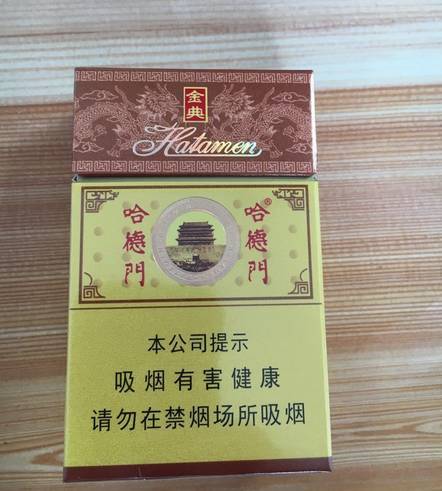 金典
Hatamen
哈德門
哈德門®
本公司提示
吸烟有害健康
请勿在禁烟场所吸烟